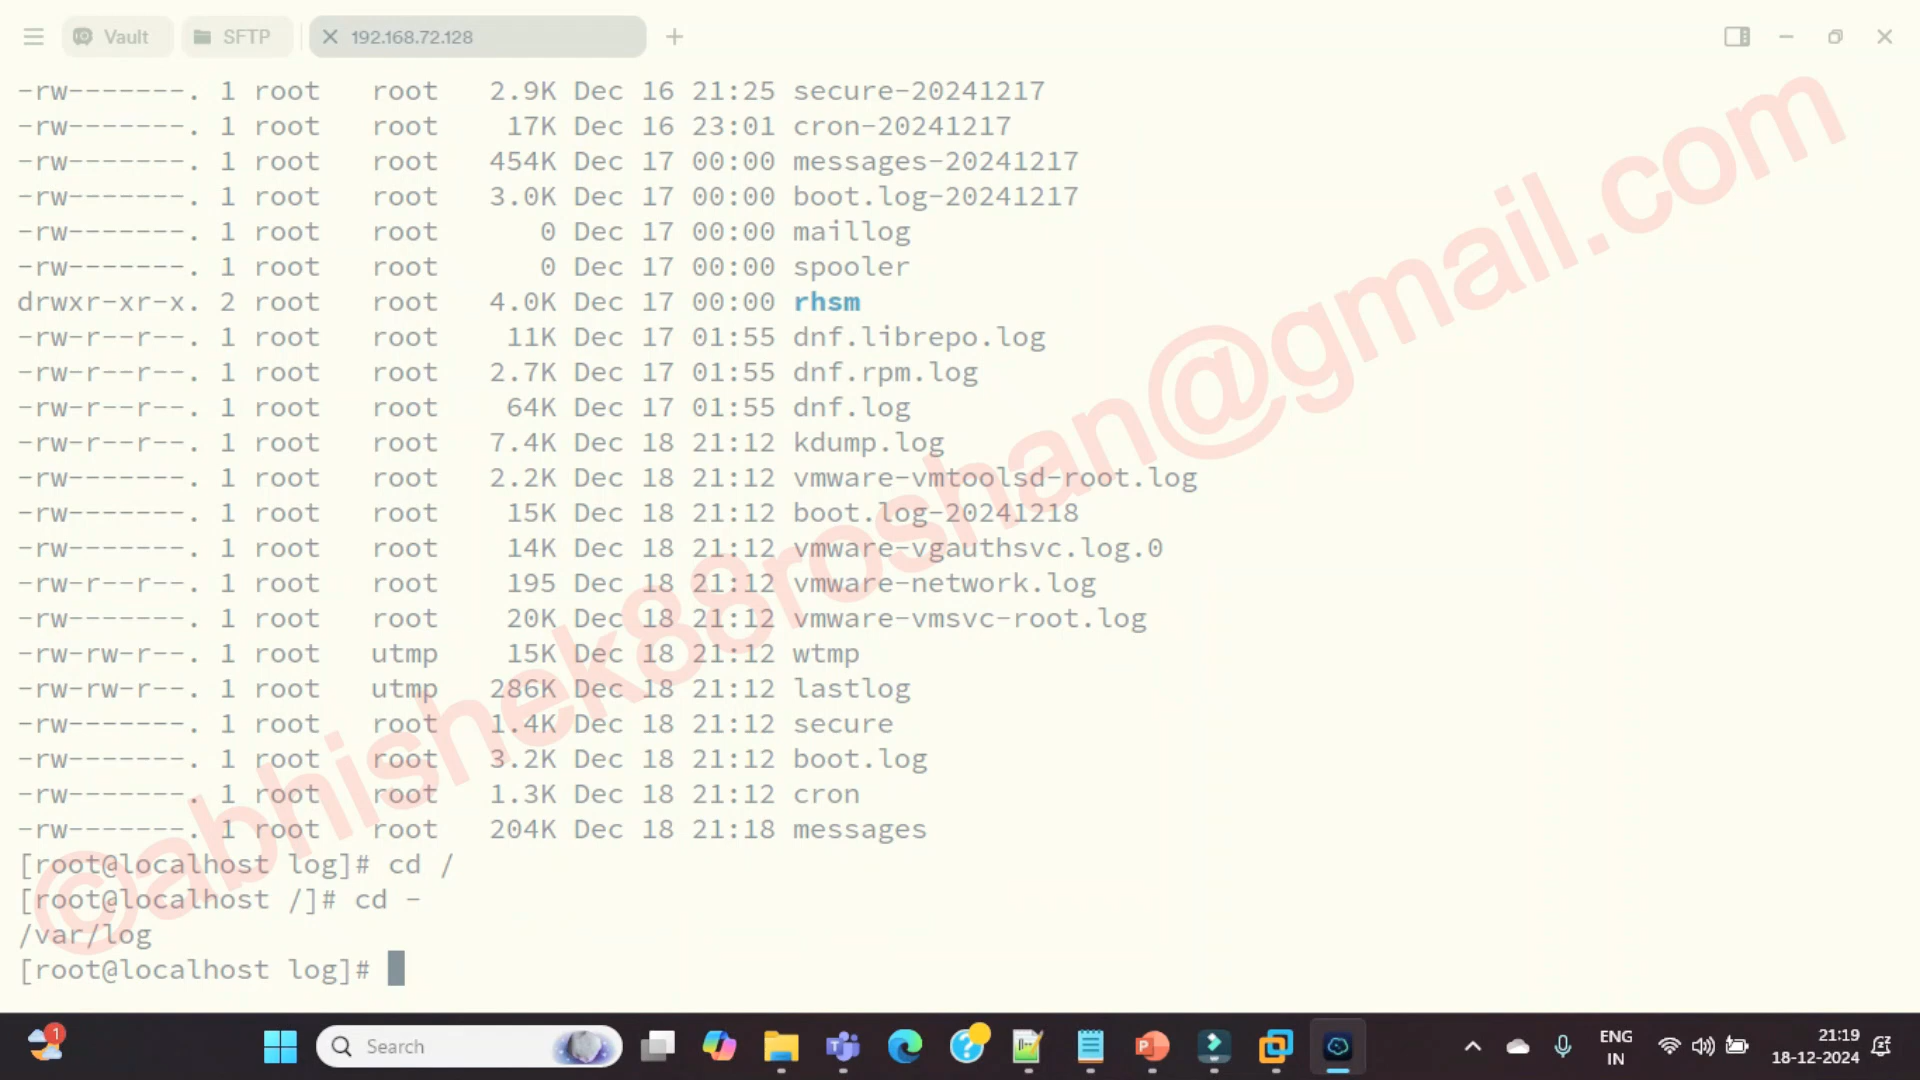 Vault SFTP 192.168.72.128
-rw-------. 1 root root 2.9K Dec 16 21:25 secure-20241217
-rw-------. 1 root root 17K Dec 16 23:01 cron-20241217
-rw-------. 1 root root 454K Dec 17 00:00 messages-20241217
-rw-------. 1 root root 3.0K Dec 17 00:00 boot.log-20241217
-rw-------. 1 root root 0 Dec 17 00:00 maillog
-rw-------. 1 root root 0 Dec 17 00:00 spooler
drwxr-xr-x. 2 root root 4.0K Dec 17 00:00 rhsm
-rw-r--r--. 1 root root 11K Dec 17 01:55 dnf.librepo.log
-rw-r--r--. 1 root root 2.7K Dec 17 01:55 dnf.rpm.log
-rw-r--r--. 1 root root 64K Dec 17 01:55 dnf.log
-rw-r--r--. 1 root root 7.4K Dec 18 21:12 kdump.log
-rw-------. 1 root root 2.2K Dec 18 21:12 vmware-vmtoolsd-root.log
-rw-------. 1 root root 15K Dec 18 21:12 boot.log-20241218
-rw-------. 1 root root 14K Dec 18 21:12 vmware-vgauthsvc.log.0
-rw-r--r--. 1 root root 195 Dec 18 21:12 vmware-network.log
-rw-------. 1 root root 20K Dec 18 21:12 vmware-vmsvc-root.log
-rw-rw-r--. 1 root utmp 15K Dec 18 21:12 wtmp
-rw-rw-r--. 1 root utmp 286K Dec 18 21:12 lastlog
-rw-------. 1 root root 1.4K Dec 18 21:12 secure
-rw-------. 1 root root 3.2K Dec 18 21:12 boot.log
-rw-------. 1 root root 1.3K Dec 18 21:12 cron
-rw-------. 1 root root 204K Dec 18 21:18 messages
[root@localhost log]# cd /
[root@localhost /]# cd -
/var/log
[root@localhost log]#
©abhishek88roshan@gmail.com
1
Search
ENG
IN
21:19
18-12-2024